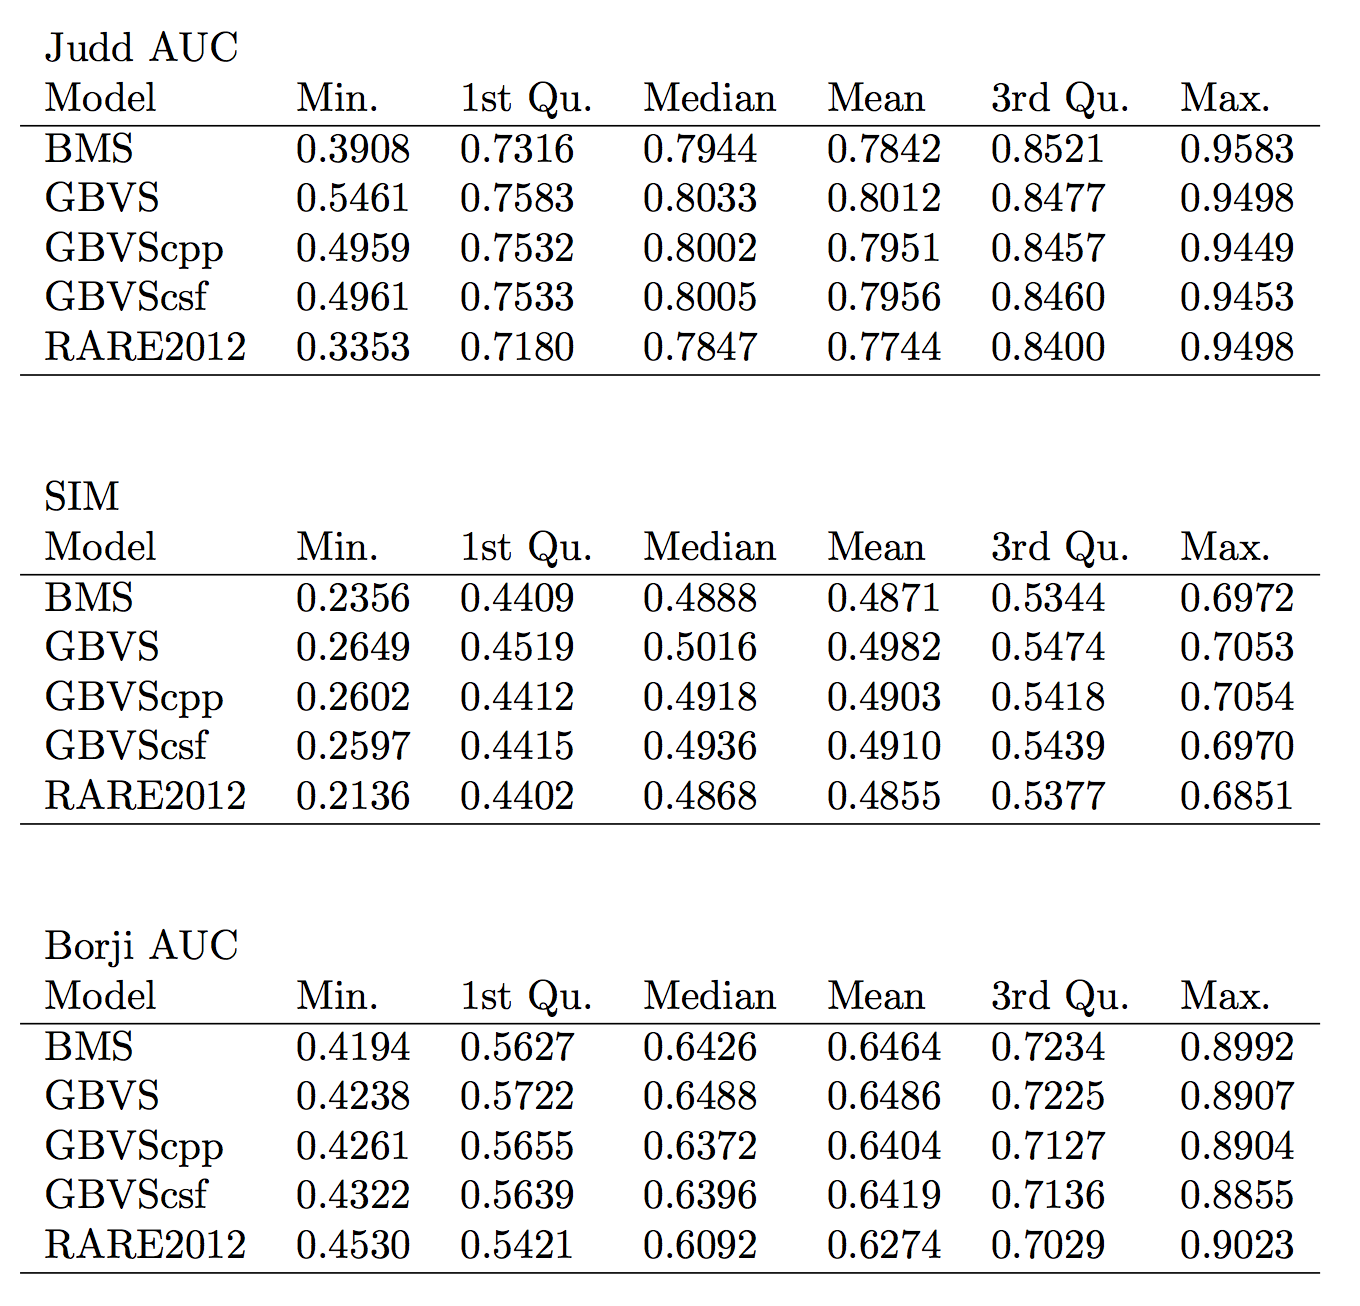 Judd AUC
Model Min. 1st Qu. Median Mean 3rd Qu. Max.
BMS 0.3908 0.7316 0.7944 0.7842 0.8521 0.9583
GBVS 0.5461 0.7583 0.8033 0.8012 0.8477 0.9498
GBVScpp 0.4959 0.7532 0.8002 0.7951 0.8457 0.9449
GBVScsf 0.4961 0.7533 0.8005 0.7956 0.8460 0.9453
RARE2012 0.3353 0.7180 0.7847 0.7744 0.8400 0.9498
SIM
Model Min. 1st Qu. Median Mean 3rd Qu. Max.
BMS 0.2356 0.4409 0.4888 0.4871 0.5344 0.6972
GBVS 0.2649 0.4519 0.5016 0.4982 0.5474 0.7053
GBVScpp 0.2602 0.4412 0.4918 0.4903 0.5418 0.7054
GBVScsf 0.2597 0.4415 0.4936 0.4910 0.5439 0.6970
RARE2012 0.2136 0.4402 0.4868 0.4855 0.5377 0.6851
Borji AUC
Model Min. 1st Qu. Median Mean 3rd Qu. Max.
BMS 0.4194 0.5627 0.6426 0.6464 0.7234 0.8992
GBVS 0.4238 0.5722 0.6488 0.6486 0.7225 0.8907
GBVScpp 0.4261 0.5655 0.6372 0.6404 0.7127 0.8904
GBVScsf 0.4322 0.5639 0.6396 0.6419 0.7136 0.8855
RARE2012 0.4530 0.5421 0.6092 0.6274 0.7029 0.9023